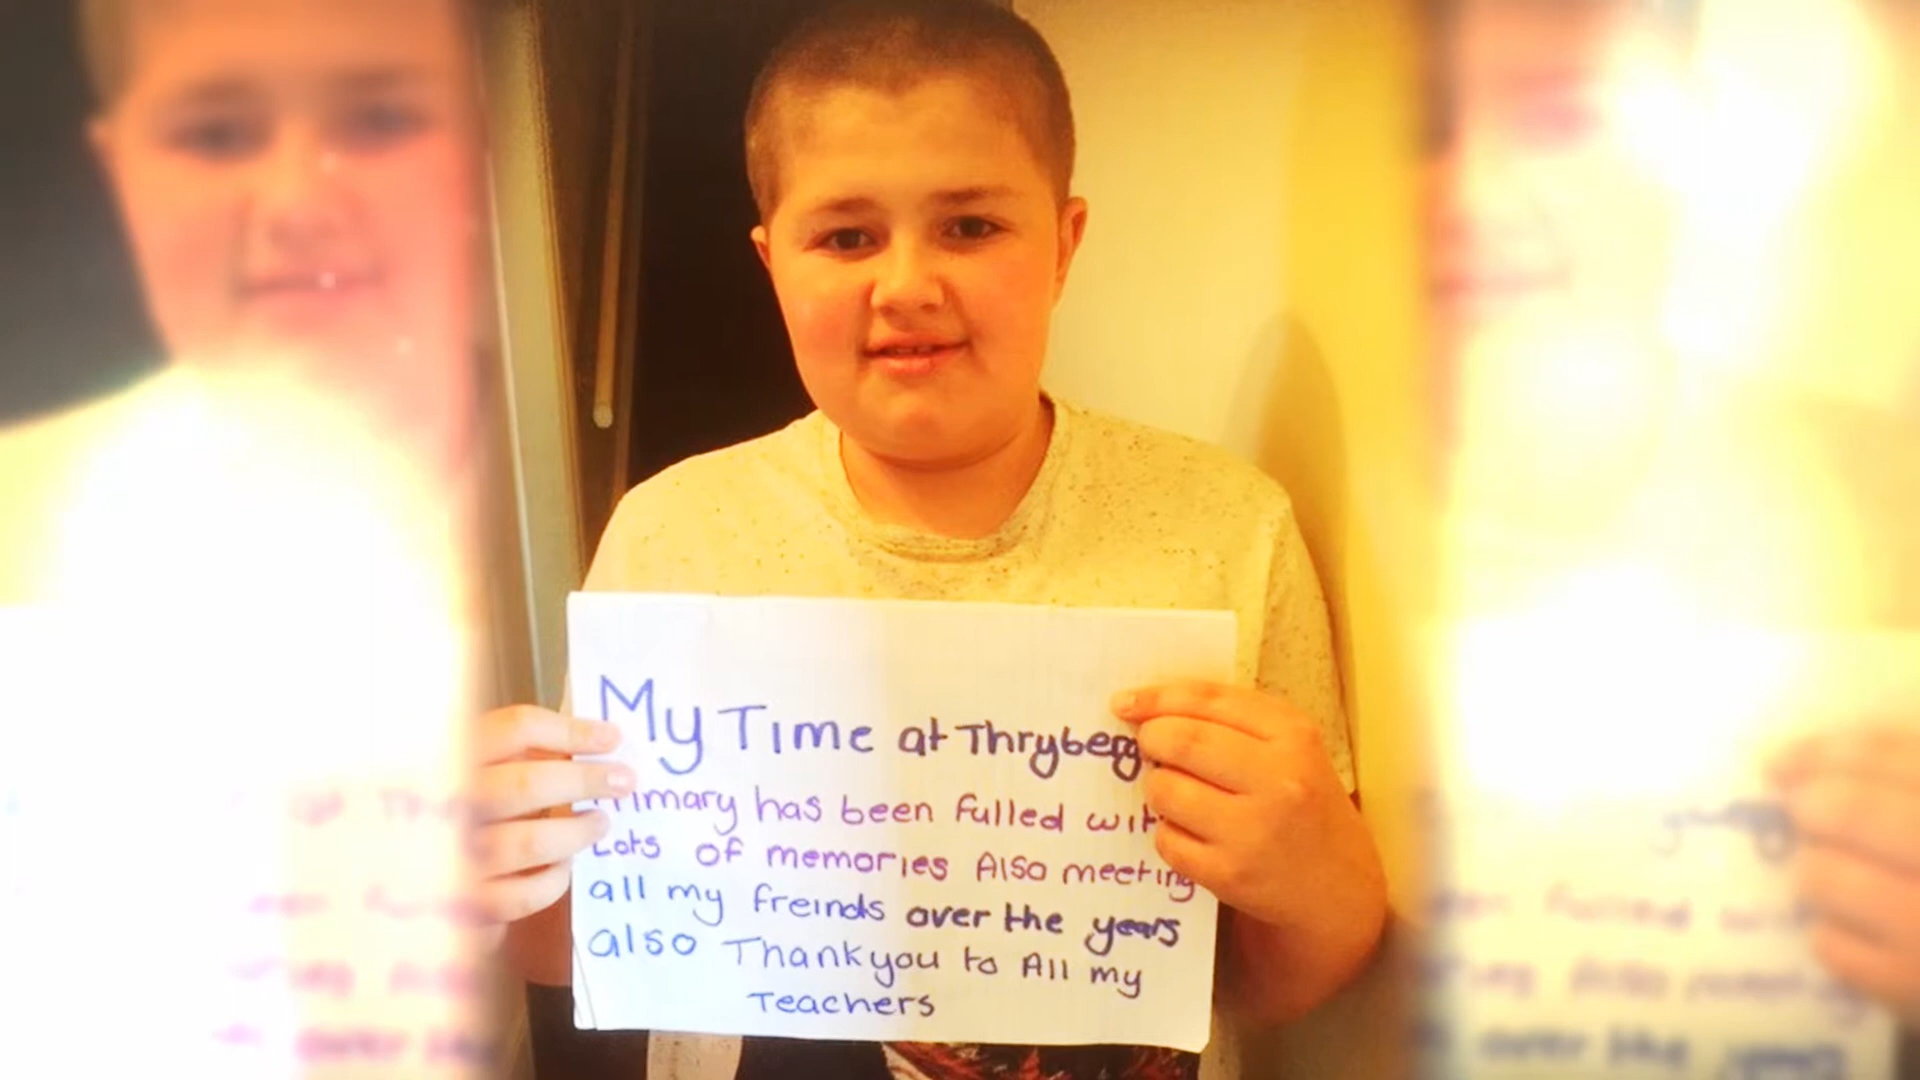 My Time at Thryberg
Primary has been fulled with
Lots of memories Also meeting
all my freinds over the years
also Thankyou to All my
Teachers